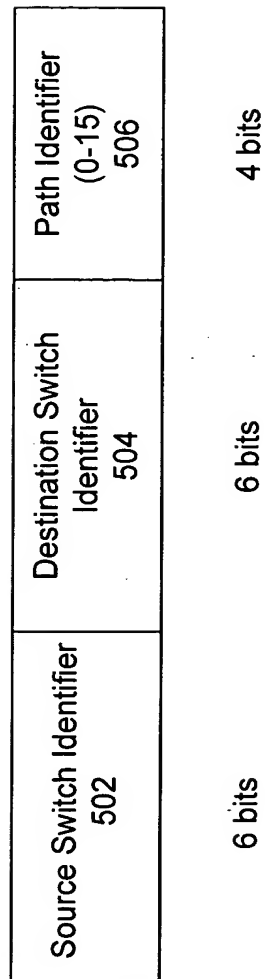 Source Switch Identifier
502
Destination Switch
Identifier
504
Path Identifier
(0-15)
506
6 bits
6 bits
4 bits